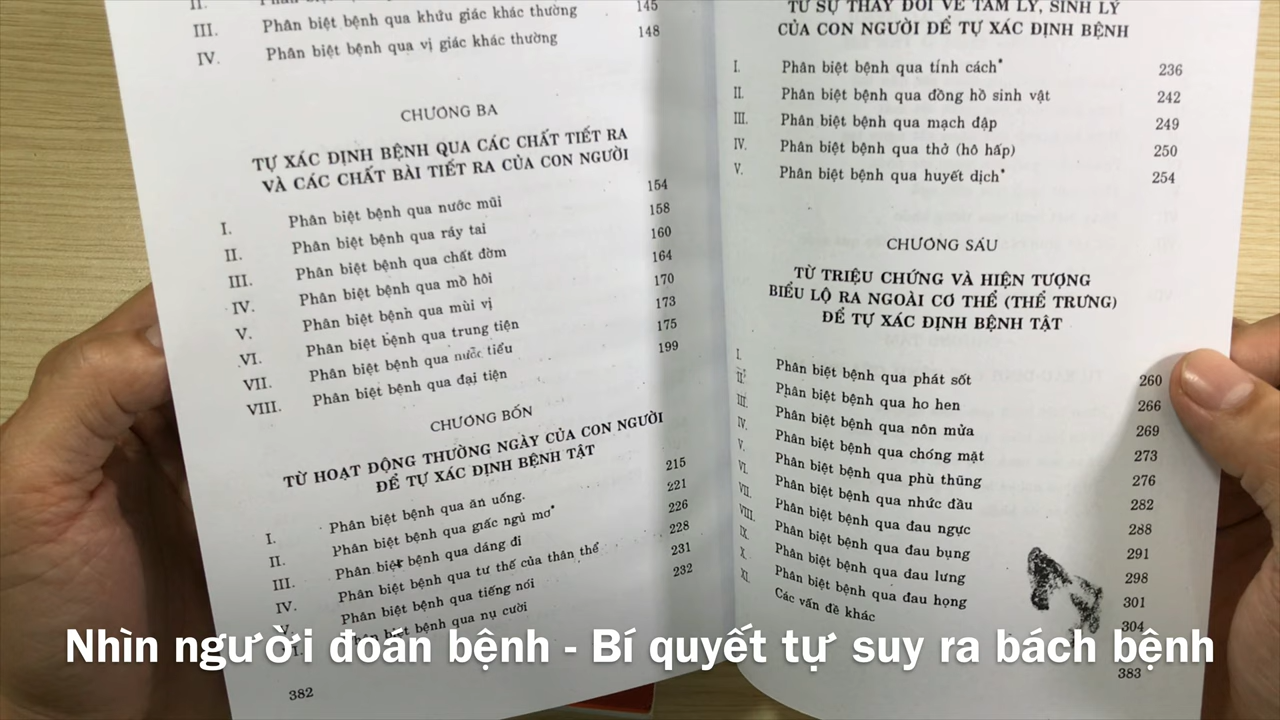 II.
III. Phân biệt bệnh qua khứu giác khác thường 145
IV. Phân biệt bệnh qua vị giác khác thường 148
CHƯƠNG BA
TỰ XÁC ĐỊNH BỆNH QUA CÁC CHẤT TIẾT RA
VÀ CÁC CHẤT BÀI TIẾT RA CỦA CON NGƯỜI
I. Phân biệt bệnh qua nước mũi 154
II. Phân biệt bệnh qua ráy tai 158
III. Phân biệt bệnh qua chất đờm 160
IV. Phân biệt bệnh qua mồ hôi 164
V. Phân biệt bệnh qua mùi vị 170
VI. Phân biệt bệnh qua trung tiện 173
VII. Phân biệt bệnh qua nước tiểu 175
VIII. Phân biệt bệnh qua đại tiện 199
CHƯƠNG BỐN
TỪ HOẠT ĐỘNG THƯỜNG NGÀY CỦA CON NGƯỜI
ĐỂ TỰ XÁC ĐỊNH BỆNH TẬT
I. Phân biệt bệnh qua ăn uống. 215
II. Phân biệt bệnh qua giấc ngủ mơ* 221
III. Phân biệt bệnh qua dáng đi 226
IV. Phân biệt bệnh qua tư thế của thân thể 228
V. Phân biệt bệnh qua tiếng nói 231
Phân biệt bệnh qua nụ cười 232
382
TỪ SỰ THAY ĐỔI VỀ TÂM LÝ, SINH LÝ
CỦA CON NGƯỜI ĐỂ TỰ XÁC ĐỊNH BỆNH
I. Phân biệt bệnh qua tính cách* 236
II. Phân biệt bệnh qua đồng hồ sinh vật 242
III. Phân biệt bệnh qua mạch đập 249
IV. Phân biệt bệnh qua thở (hô hấp) 250
V. Phân biệt bệnh qua huyết dịch* 254
CHƯƠNG SÁU
TỪ TRIỆU CHỨNG VÀ HIỆN TƯỢNG
BIỂU LỘ RA NGOÀI CƠ THỂ (THỂ TRƯNG)
ĐỂ TỰ XÁC ĐỊNH BỆNH TẬT
I. Phân biệt bệnh qua phát sốt 260
II. Phân biệt bệnh qua ho hen 266
III. Phân biệt bệnh qua nôn mửa 269
IV. Phân biệt bệnh qua chóng mặt 273
V. Phân biệt bệnh qua phù thũng 276
VI. Phân biệt bệnh qua nhức đầu 282
VII. Phân biệt bệnh qua đau ngực 288
VIII. Phân biệt bệnh qua đau bụng 291
IX. Phân biệt bệnh qua đau lưng 298
X. Phân biệt bệnh qua đau họng 301
XI. Các vấn đề khác 304
383
Nhìn người đoán bệnh - Bí quyết tự suy ra bách bệnh